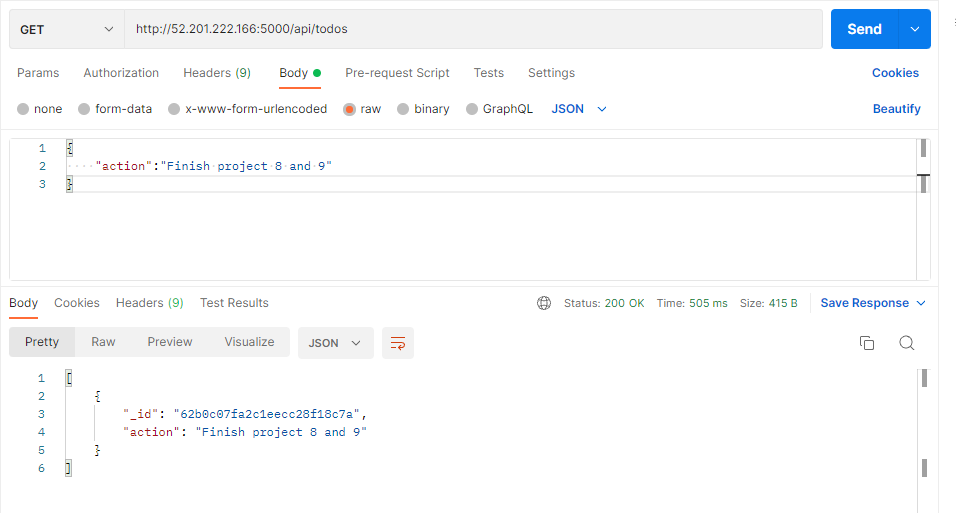 GET http://52.201.222.166:5000/api/todos Send
Params Authorization Headers (9) Body Pre-request Script Tests Settings Cookies
none form-data x-www-form-urlencoded raw binary GraphQL JSON Beautify
1 {
2 "action":"Finish project 8 and 9"
3 }
Body Cookies Headers (9) Test Results Status: 200 OK Time: 505 ms Size: 415 B Save Response
Pretty Raw Preview Visualize JSON
1 [
2 {
3 "_id": "62b0c07fa2c1eecc28f18c7a",
4 "action": "Finish project 8 and 9"
5 }
6 ]